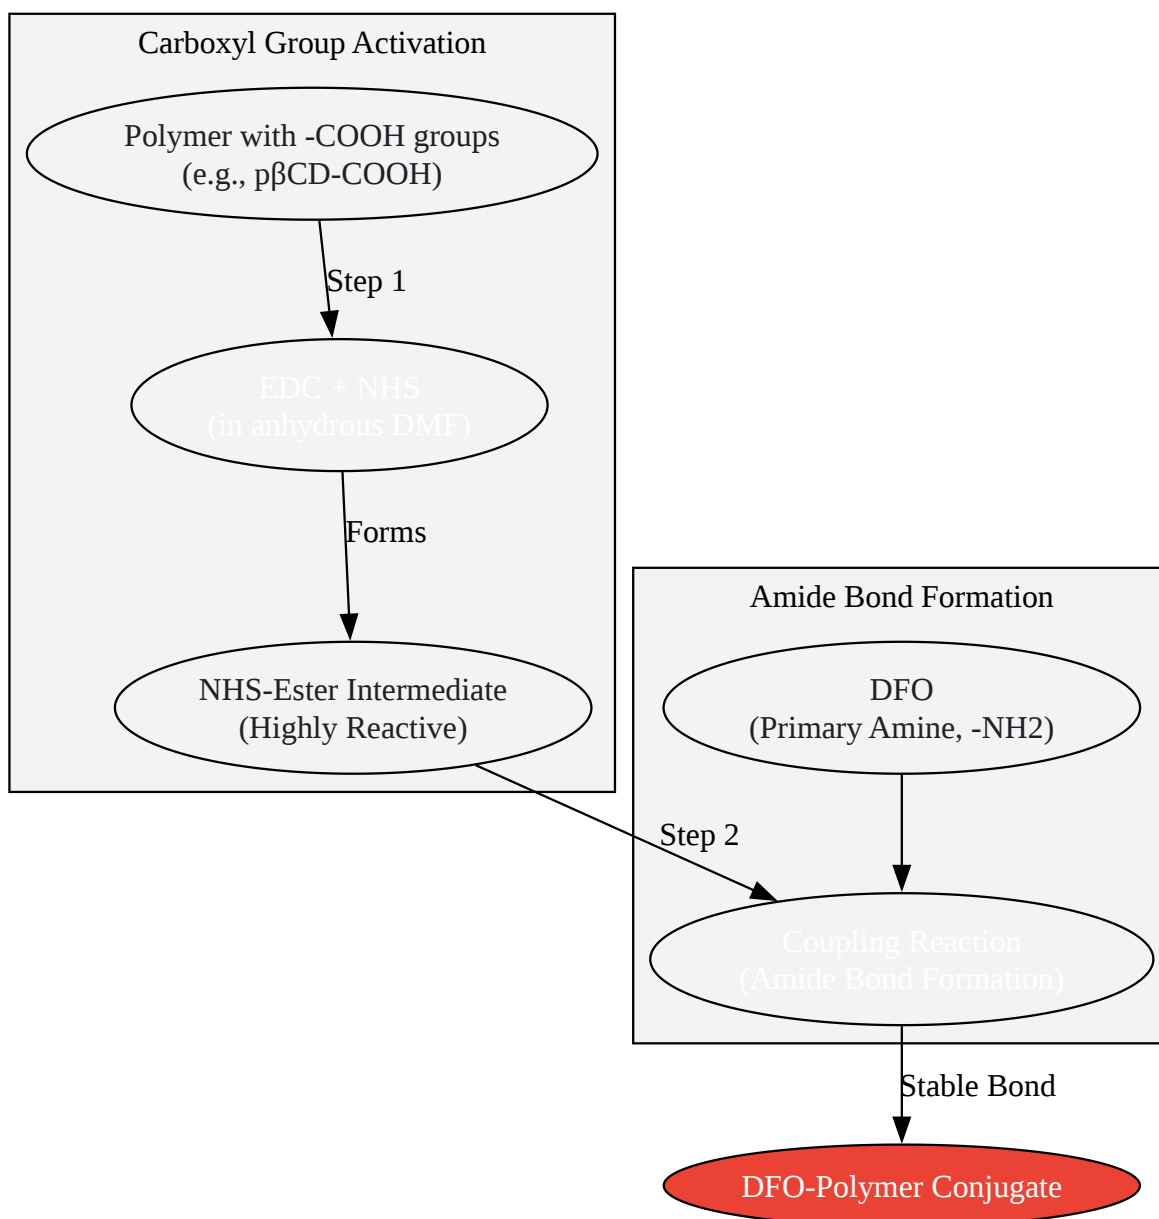 Carboxyl Group Activation
Polymer with -COOH groups
(e.g., pβCD-COOH)
Step 1
EDC + NHS
(in anhydrous DMF)
Forms
NHS-Ester Intermediate
(Highly Reactive)
Amide Bond Formation
DFO
(Primary Amine, -NH2)
Step 2
Coupling Reaction
(Amide Bond Formation)
Stable Bond
DFO-Polymer Conjugate